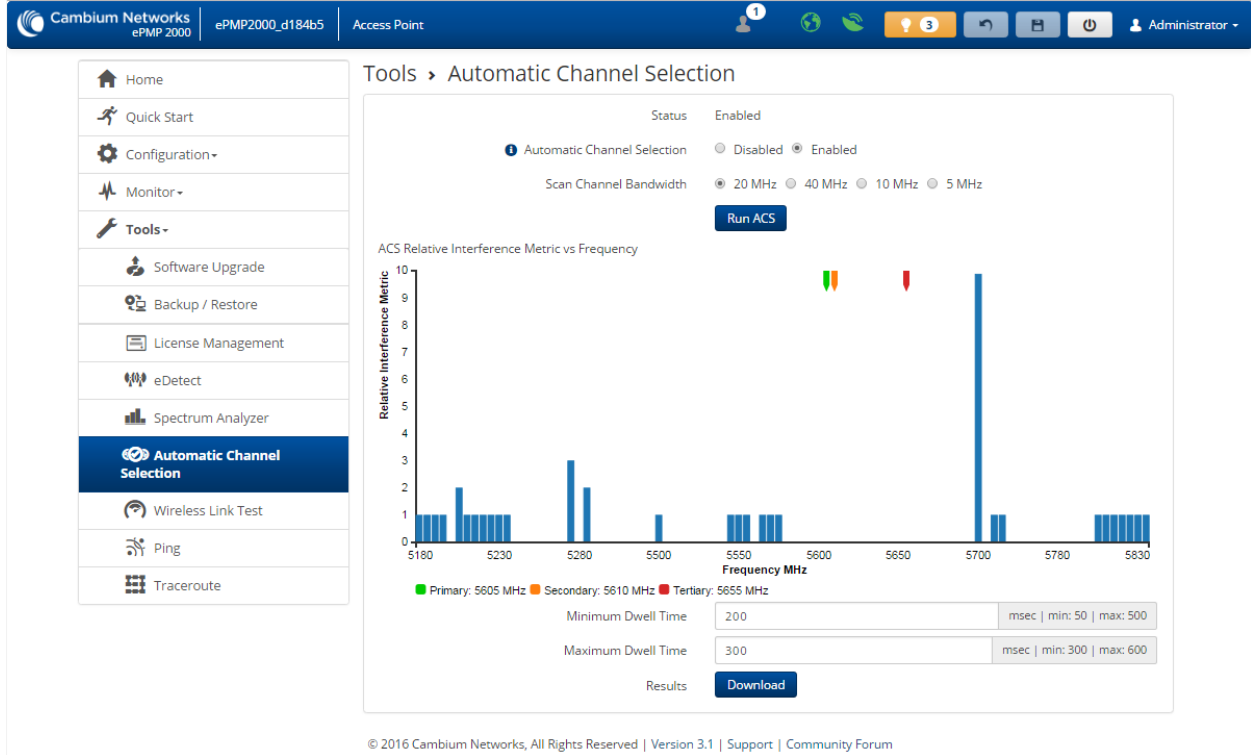 Cambium Networks
ePMP 2000
ePMP2000_d184b5
Access Point
1
3
Administrator
Home
Quick Start
Configuration
Monitor
Tools
Software Upgrade
Backup / Restore
License Management
eDetect
Spectrum Analyzer
Automatic Channel
Selection
Wireless Link Test
Ping
Traceroute
Tools › Automatic Channel Selection
Status Enabled
Automatic Channel Selection Disabled Enabled
Scan Channel Bandwidth 20 MHz 40 MHz 10 MHz 5 MHz
Run ACS
ACS Relative Interference Metric vs Frequency
Relative Interference Metric
10
9
8
7
6
5
4
3
2
1
0
5180 5230 5280 5500 5550 5600 5650 5700 5780 5830
Frequency MHz
Primary: 5605 MHz Secondary: 5610 MHz Tertiary: 5655 MHz
Minimum Dwell Time 200 msec | min: 50 | max: 500
Maximum Dwell Time 300 msec | min: 300 | max: 600
Results Download
© 2016 Cambium Networks, All Rights Reserved | Version 3.1 | Support | Community Forum